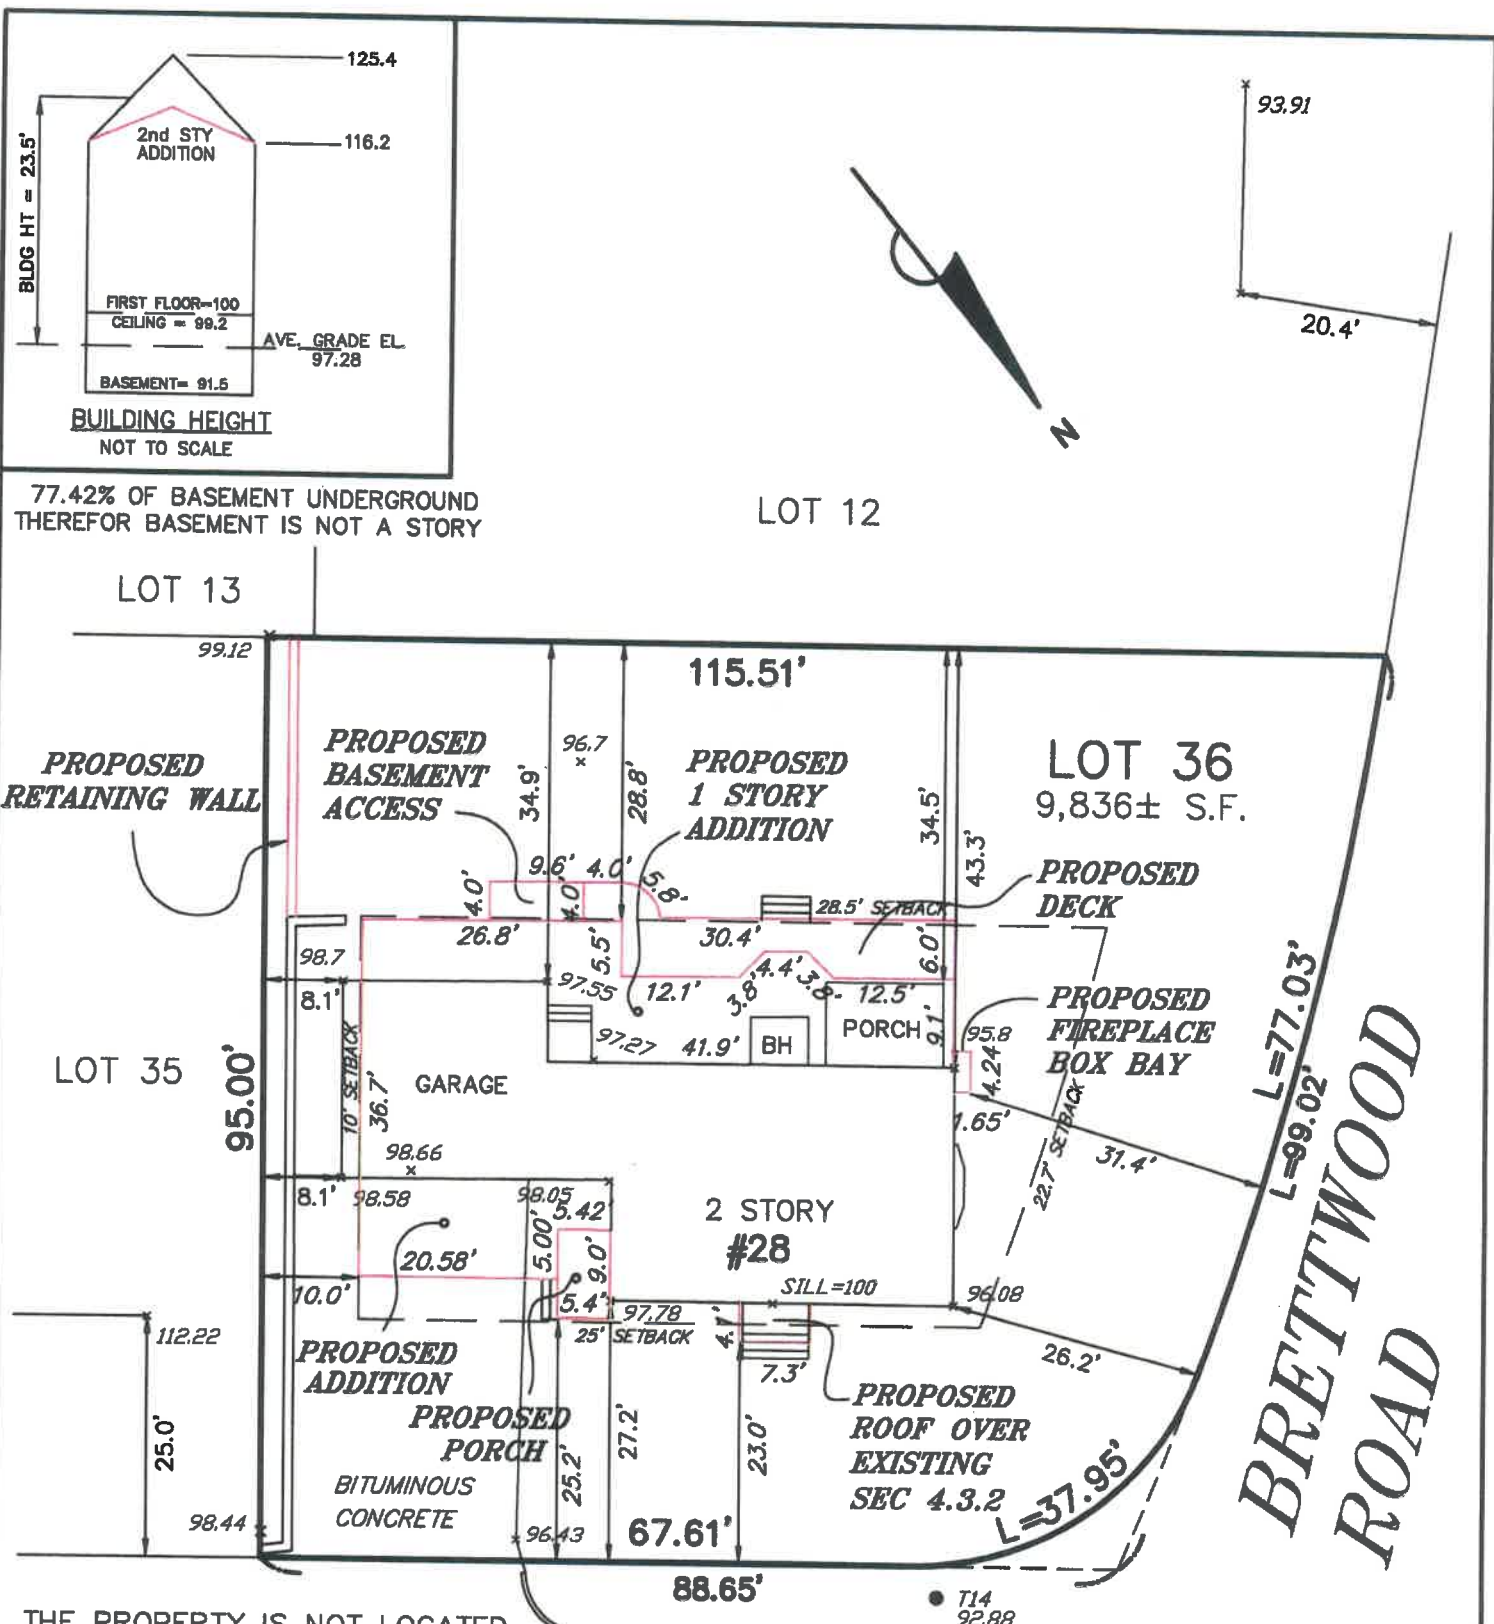 125.4
2nd STY
ADDITION
116.2
BLDG HT = 23.5'
FIRST FLOOR=100
CEILING = 99.2
AVE. GRADE EL.
97.28
BASEMENT= 91.5
BUILDING HEIGHT
NOT TO SCALE
93.91
20.4'
N
77.42% OF BASEMENT UNDERGROUND
THEREFOR BASEMENT IS NOT A STORY
LOT 12
LOT 13
99.12
115.51'
PROPOSED
RETAINING WALL
PROPOSED
BASEMENT
ACCESS
34.9'
96.7
28.8'
PROPOSED
1 STORY
ADDITION
34.5'
43.3'
LOT 36
9,836± S.F.
PROPOSED
DECK
4.0'
9.6'
4.0'
4.0'
5.8'
28.5' SETBACK
26.8'
5.5'
30.4'
6.0'
98.7
8.1'
97.55
12.1'
3.8'
4.4'
3.8'
12.5'
PORCH
9.1'
97.27
41.9'
BH
95.8
4.24'
1.65'
PROPOSED
FIREPLACE
BOX BAY
L=77.03'
L=99.02'
BRETTWOOD
ROAD
LOT 35
95.00'
10' SETBACK
36.7'
GARAGE
98.66
8.1'
98.58
98.05
5.42'
5.00'
9.0'
2 STORY
#28
31.4'
22.7' SETBACK
20.58'
10.0'
5.4'
97.78
25' SETBACK
SILL=100
96.08
26.2'
7.3'
112.22
25.0'
PROPOSED
ADDITION
PROPOSED
PORCH
PROPOSED
ROOF OVER
EXISTING
SEC 4.3.2
BITUMINOUS
CONCRETE
25.2'
27.2'
23.0'
98.44
96.43
67.61'
L=37.95'
88.65'
T14
92.88
THE PROPERTY IS NOT LOCATED